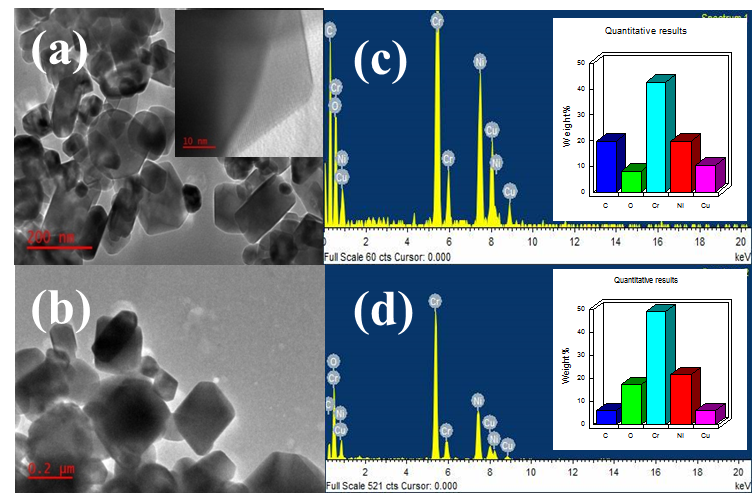 (a)
10 nm
200 nm
(c)
C
Cr
O
Ni
Cu
Cr
Cr
Ni
Cu
Ni
Cu
Quantitative results
Weight%
50
40
30
20
10
0
C O Cr Ni Cu
2 4 6 8 10 12 14 16 18 20
Full Scale 60 cts Cursor: 0.000 keV
(b)
0.2 µm
(d)
O
Cr
C
Ni
Cu
Cr
Cr
Ni
Cu
Ni
Cu
Quantitative results
Weight%
50
40
30
20
10
0
C O Cr Ni Cu
2 4 6 8 10 12 14 16 18 20
Full Scale 521 cts Cursor: 0.000 keV